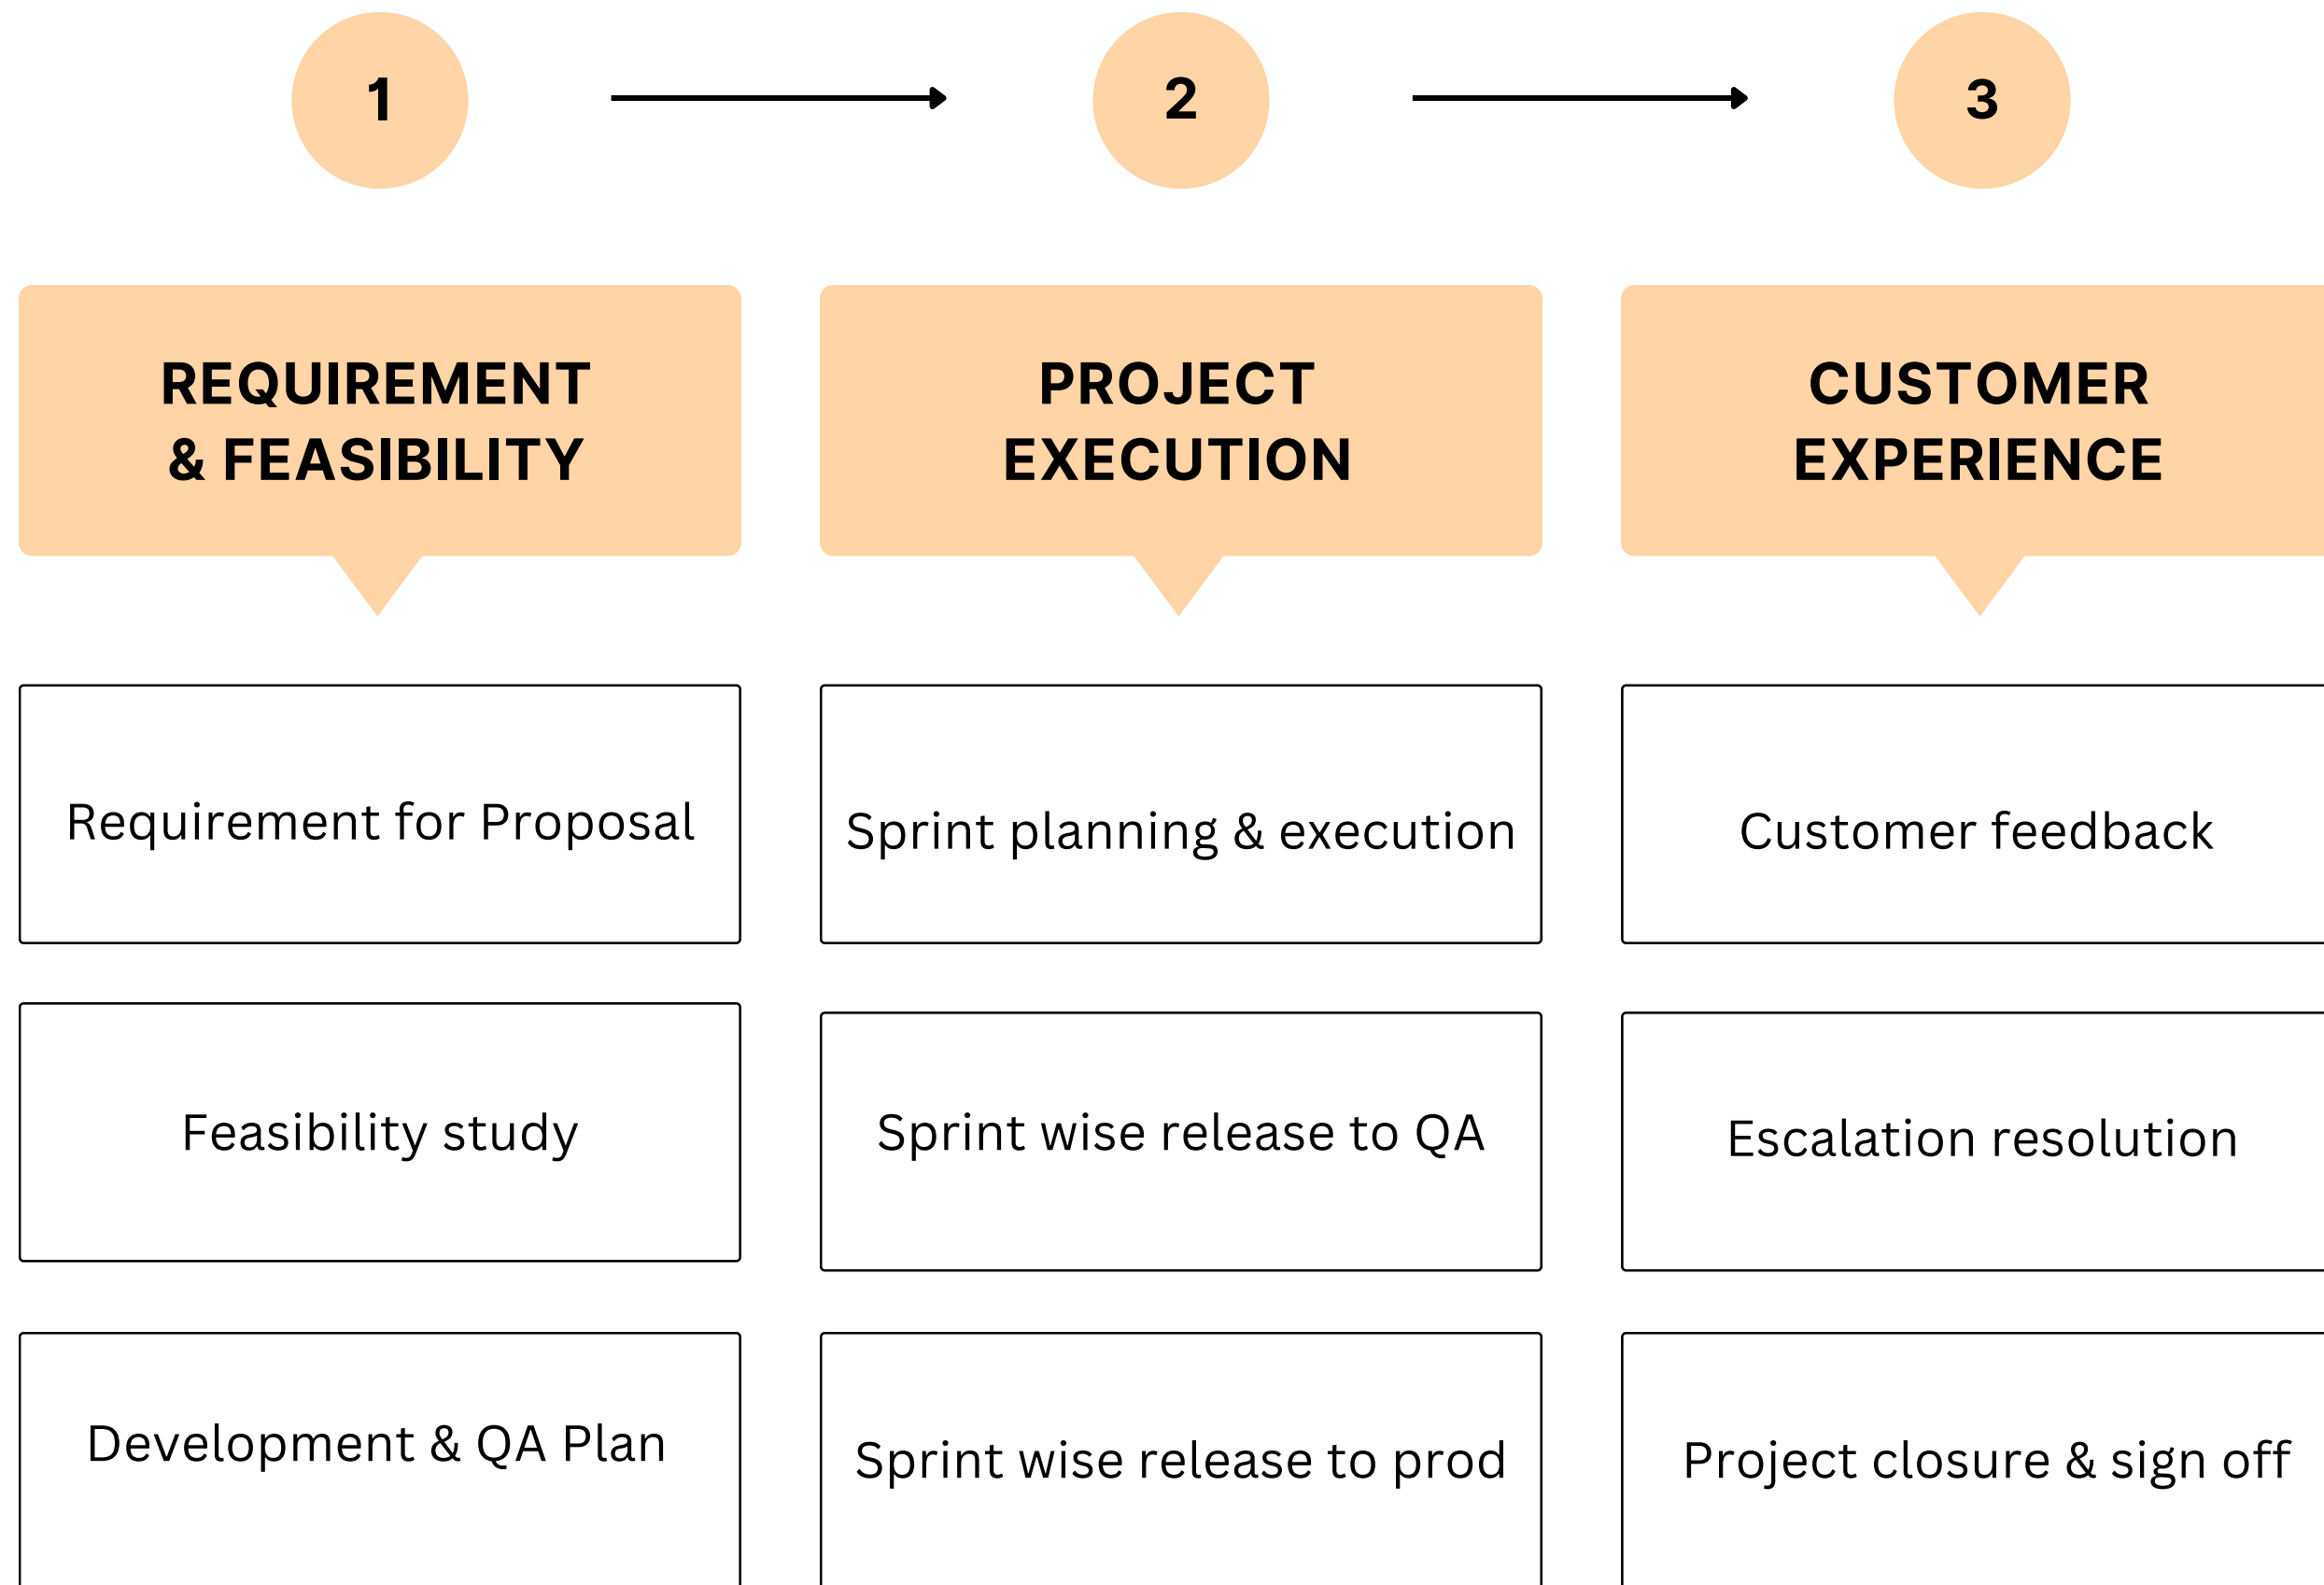 1
2
3
REQUIREMENT
& FEASIBILITY
PROJECT
EXECUTION
CUSTOMER
EXPERIENCE
Requirement for Proposal
Sprint planning & execution
Customer feedback
Feasibility study
Sprint wise release to QA
Escalation resolution
Development & QA Plan
Sprint wise release to prod
Project closure & sign off